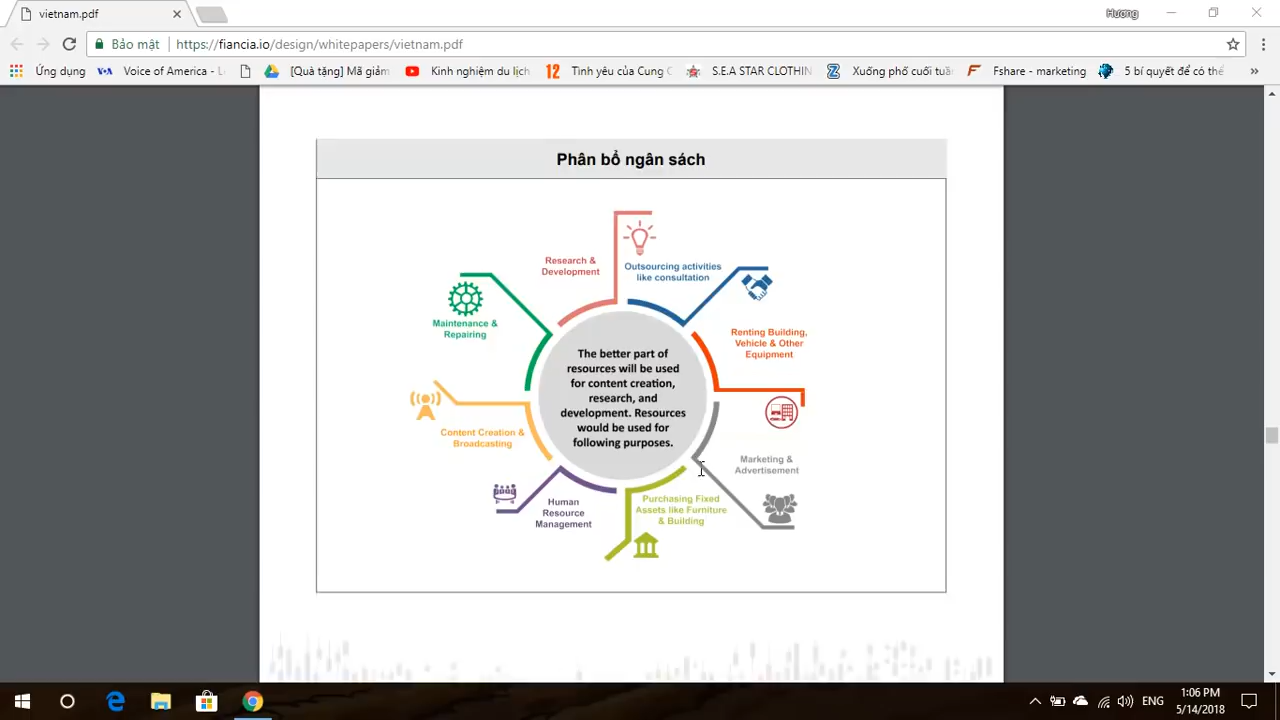 vietnam.pdf
Hương
Bảo mật
https://fiancia.io/design/whitepapers/vietnam.pdf
Ứng dụng
VOA
Voice of America - L
[Quà tặng] Mã giảm
Kinh nghiệm du lịch
12
Tình yêu của Cung C
S.E.A STAR CLOTHIN
Z
Xuống phố cuối tuần
F
Fshare - marketing
5 bí quyết để có thể
»
Phân bổ ngân sách
Research &
Development
Outsourcing activities
like consultation
Maintenance &
Repairing
Renting Building,
Vehicle & Other
Equipment
The better part of
resources will be used
for content creation,
research, and
development. Resources
would be used for
following purposes.
Content Creation &
Broadcasting
Marketing &
Advertisement
Human
Resource
Management
Purchasing Fixed
Assets like Furniture
& Building
ENG
1:06 PM
5/14/2018